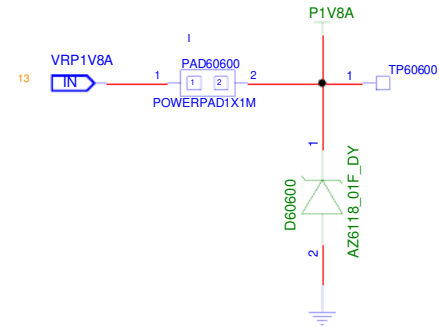 P1V8A
I
VRP1V8A
PAD60600
TP60600
13
IN
1
1
2
2
1
POWERPAD1X1M
1
D60600
AZ6118_01F_DY
2